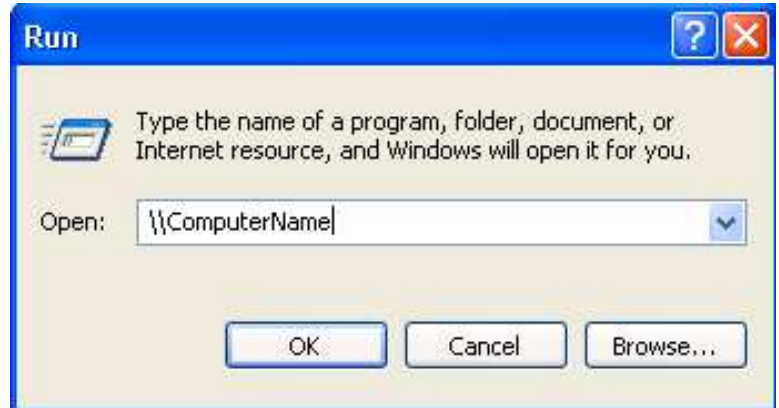 Run
Type the name of a program, folder, document, or
Internet resource, and Windows will open it for you.
Open: \\ComputerName
OK Cancel Browse...